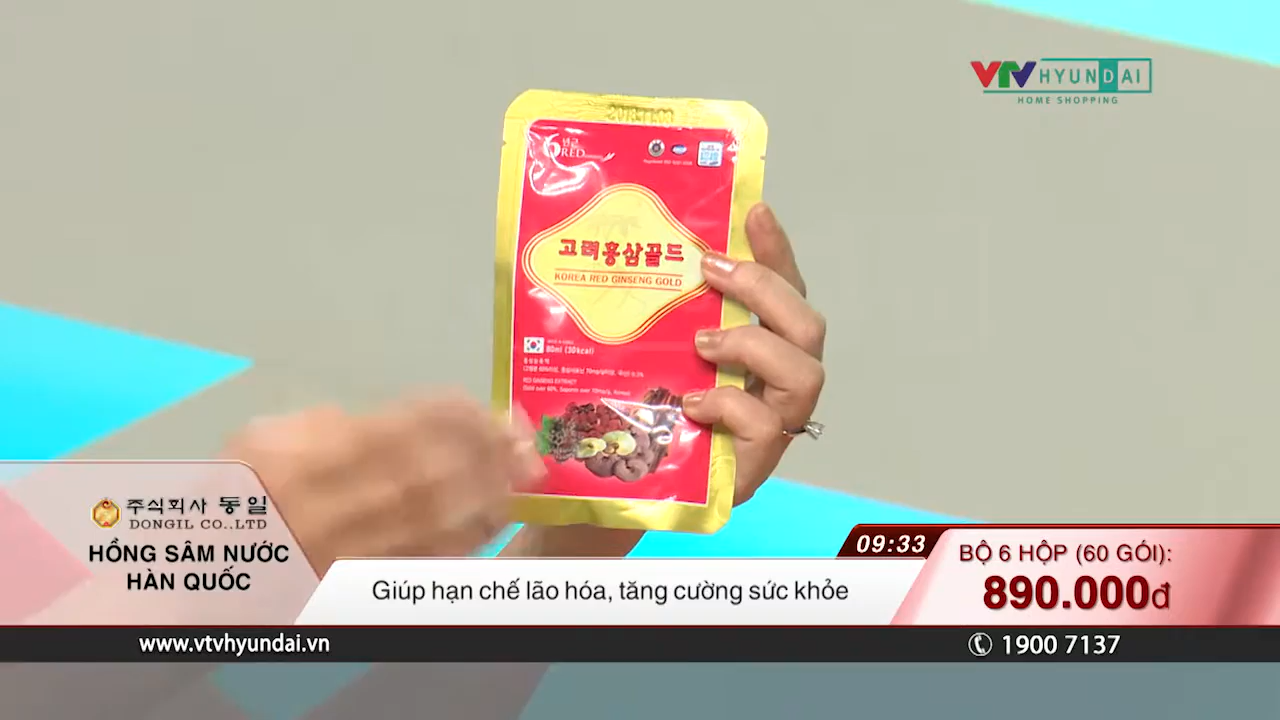 VTV HYUNDAI
HOME SHOPPING
6년근
RED
고려홍삼골드
KOREA RED GINSENG GOLD
80ml (30kcal)
RED GINSENG EXTRACT
주식회사 동일
DONGIL CO.,LTD
HỒNG SÂM NƯỚC
HÀN QUỐC
Giúp hạn chế lão hóa, tăng cường sức khỏe
09:33
BỘ 6 HỘP (60 GÓI):
890.000đ
www.vtvhyundai.vn
1900 7137